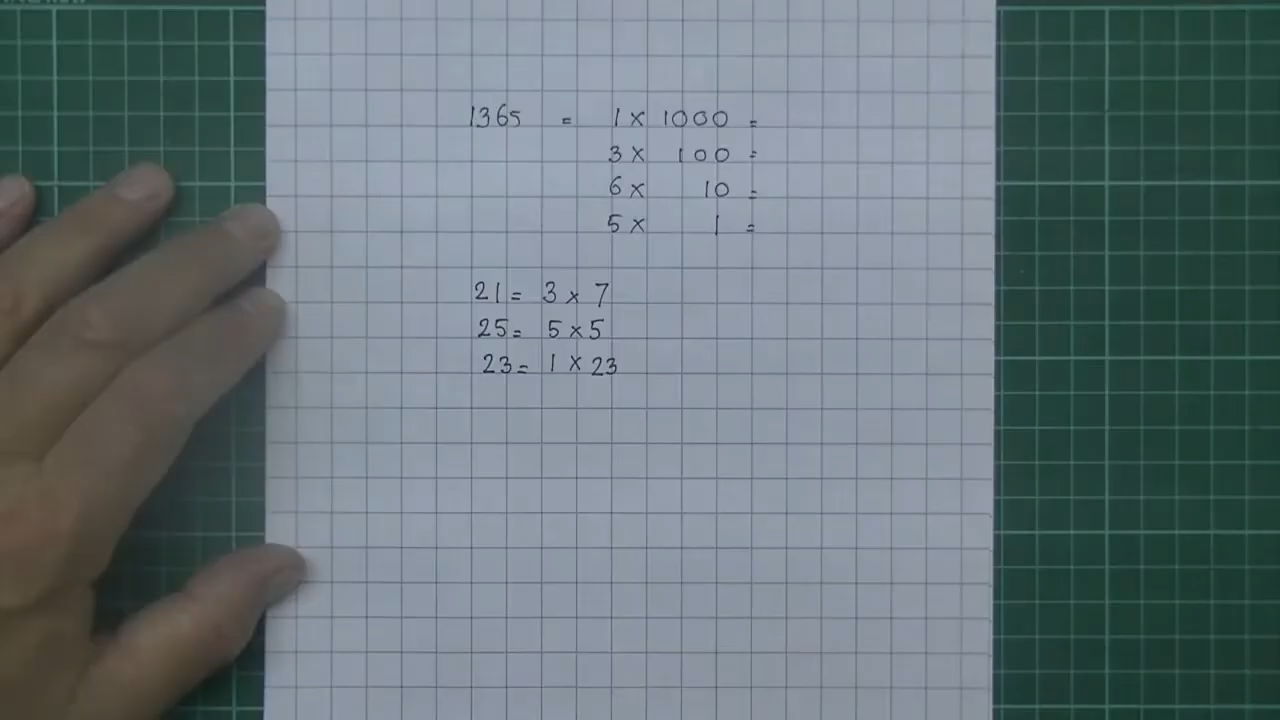 1365 = 1 x 1000 =
3 x 100 =
6 x 10 =
5 x 1 =
21 = 3 x 7
25 = 5 x 5
23 = 1 x 23